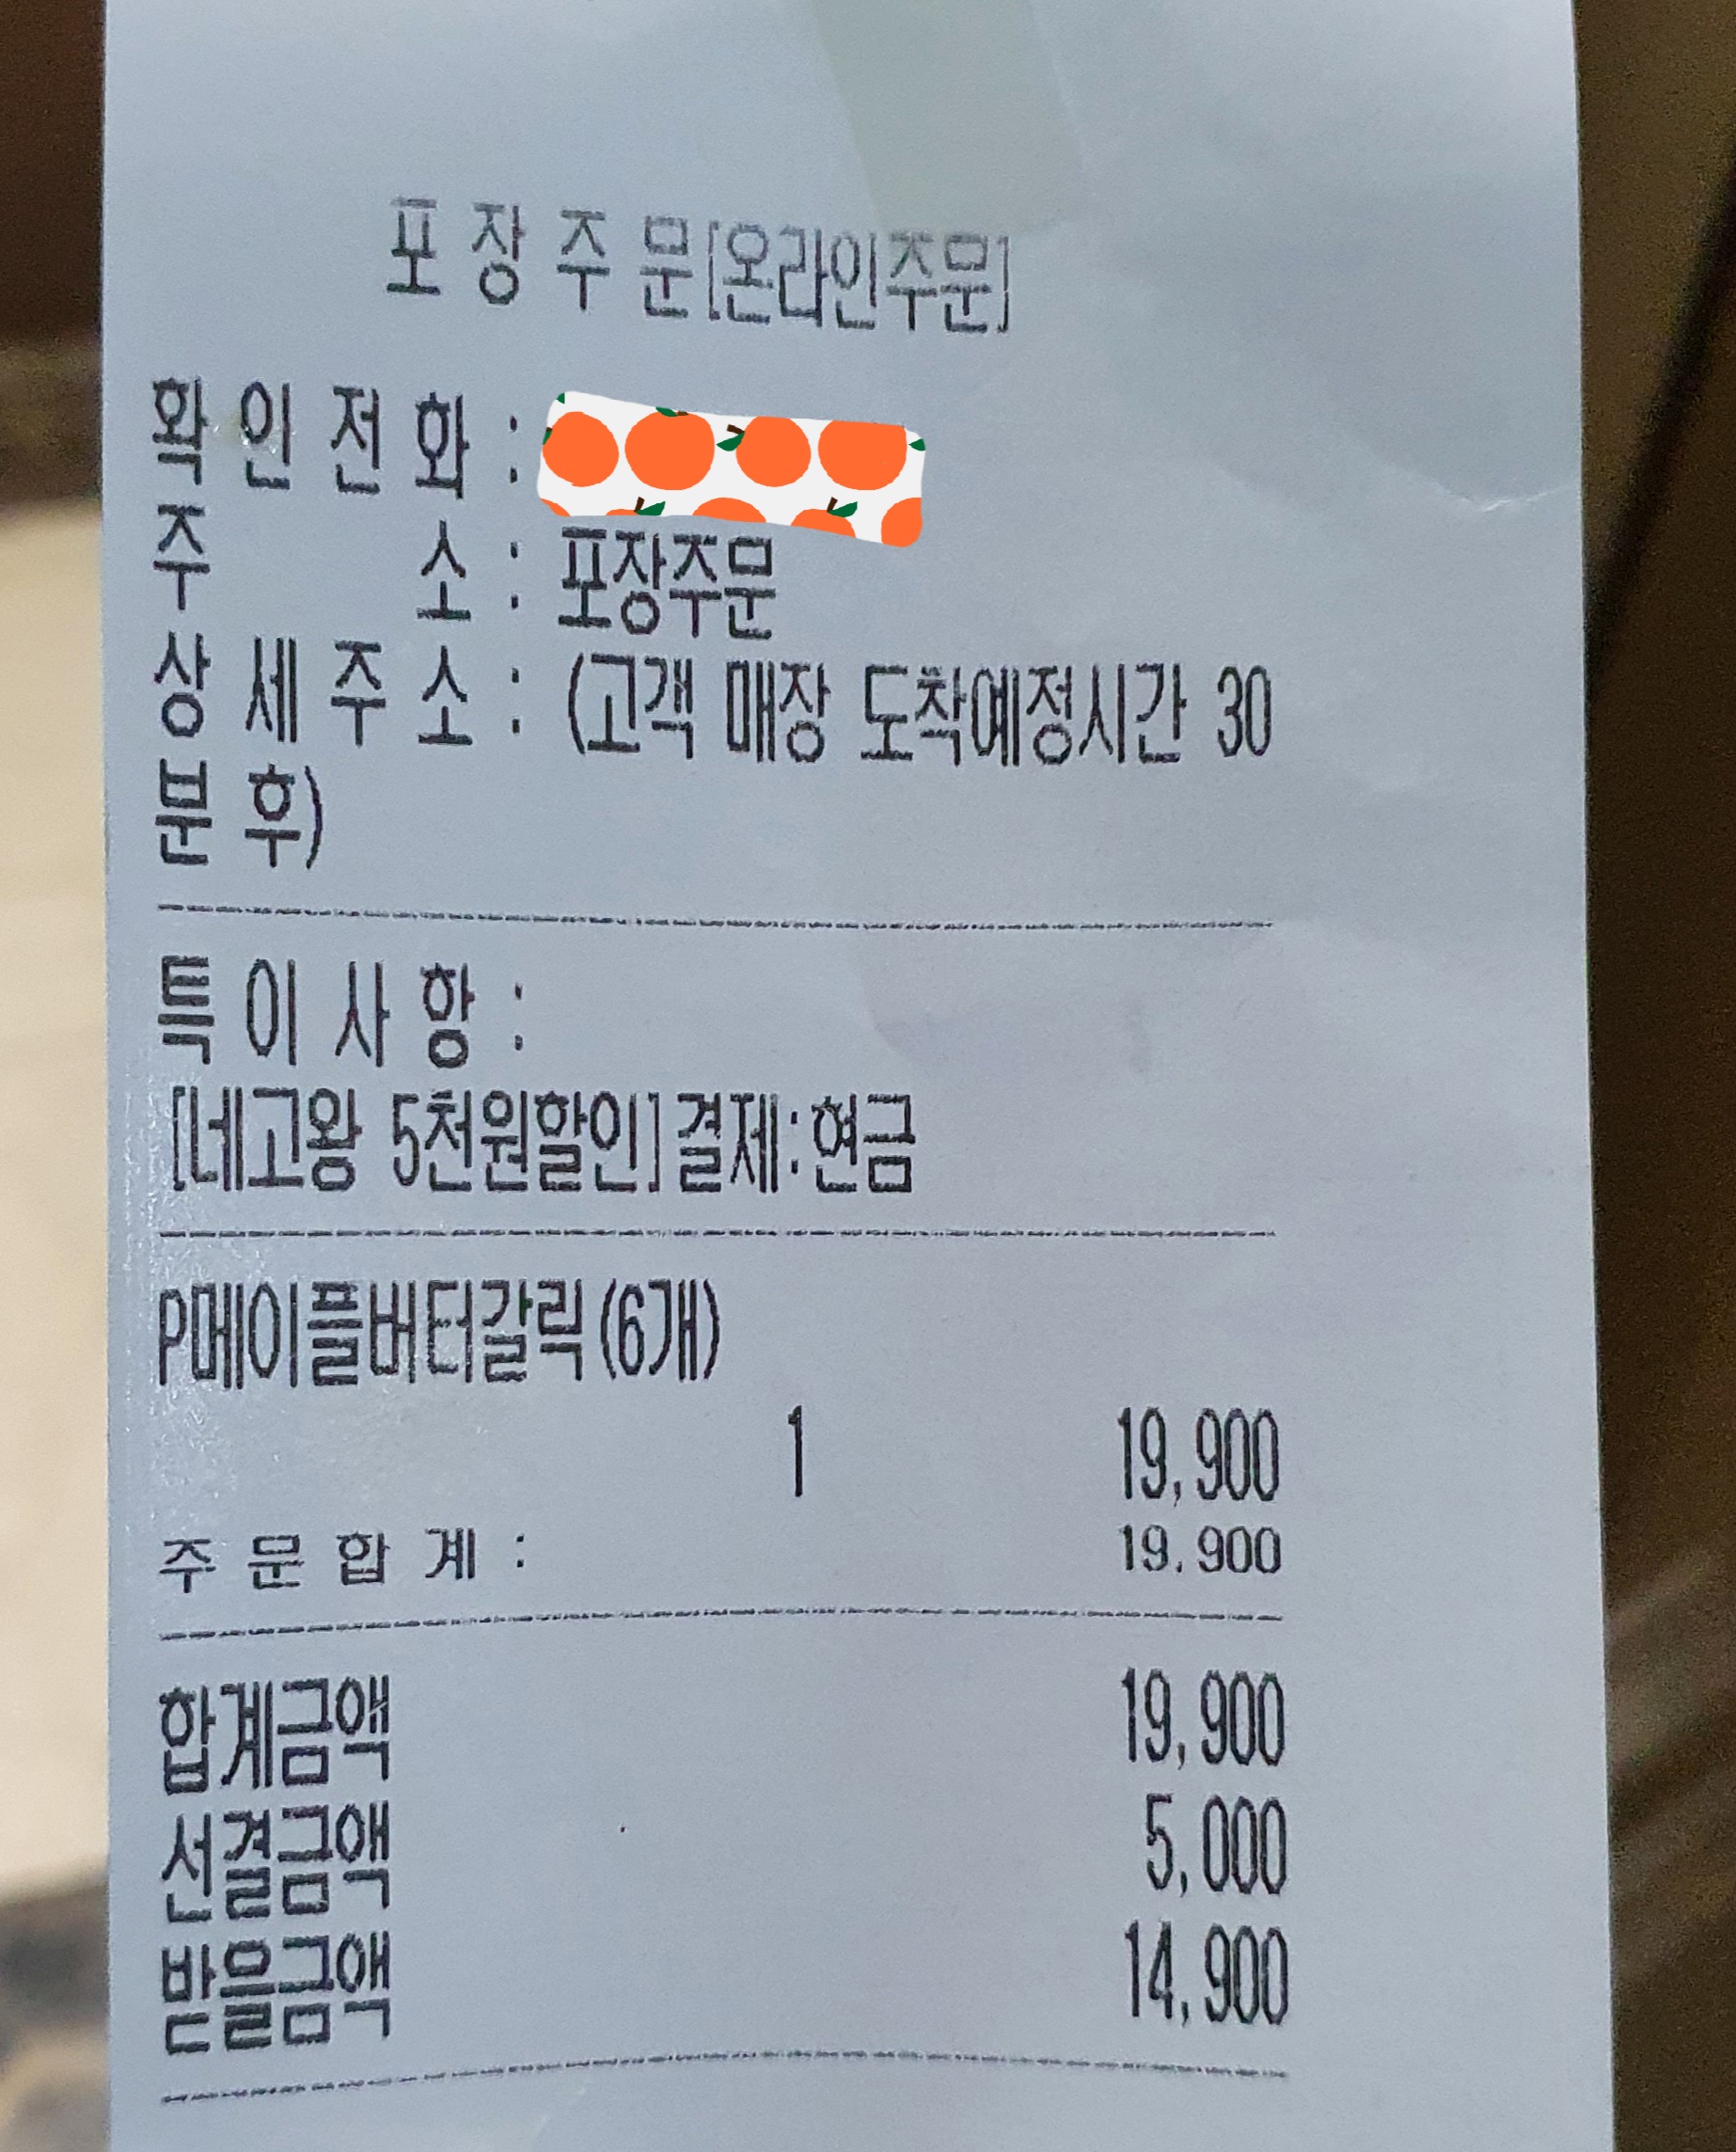 포 장 주 문[온라인주문]
확 인 전 화 :
주 소 : 포장주문
상 세 주 소 : (고객 매장 도착예정시간 30
분 후)
특 이 사 항 :
[네고왕 5천원할인]결제:현금
P메이플버터갈릭(6개)
1 19,900
주 문 합 계 : 19,900
합계금액 19,900
선결금액 5,000
받을금액 14,900